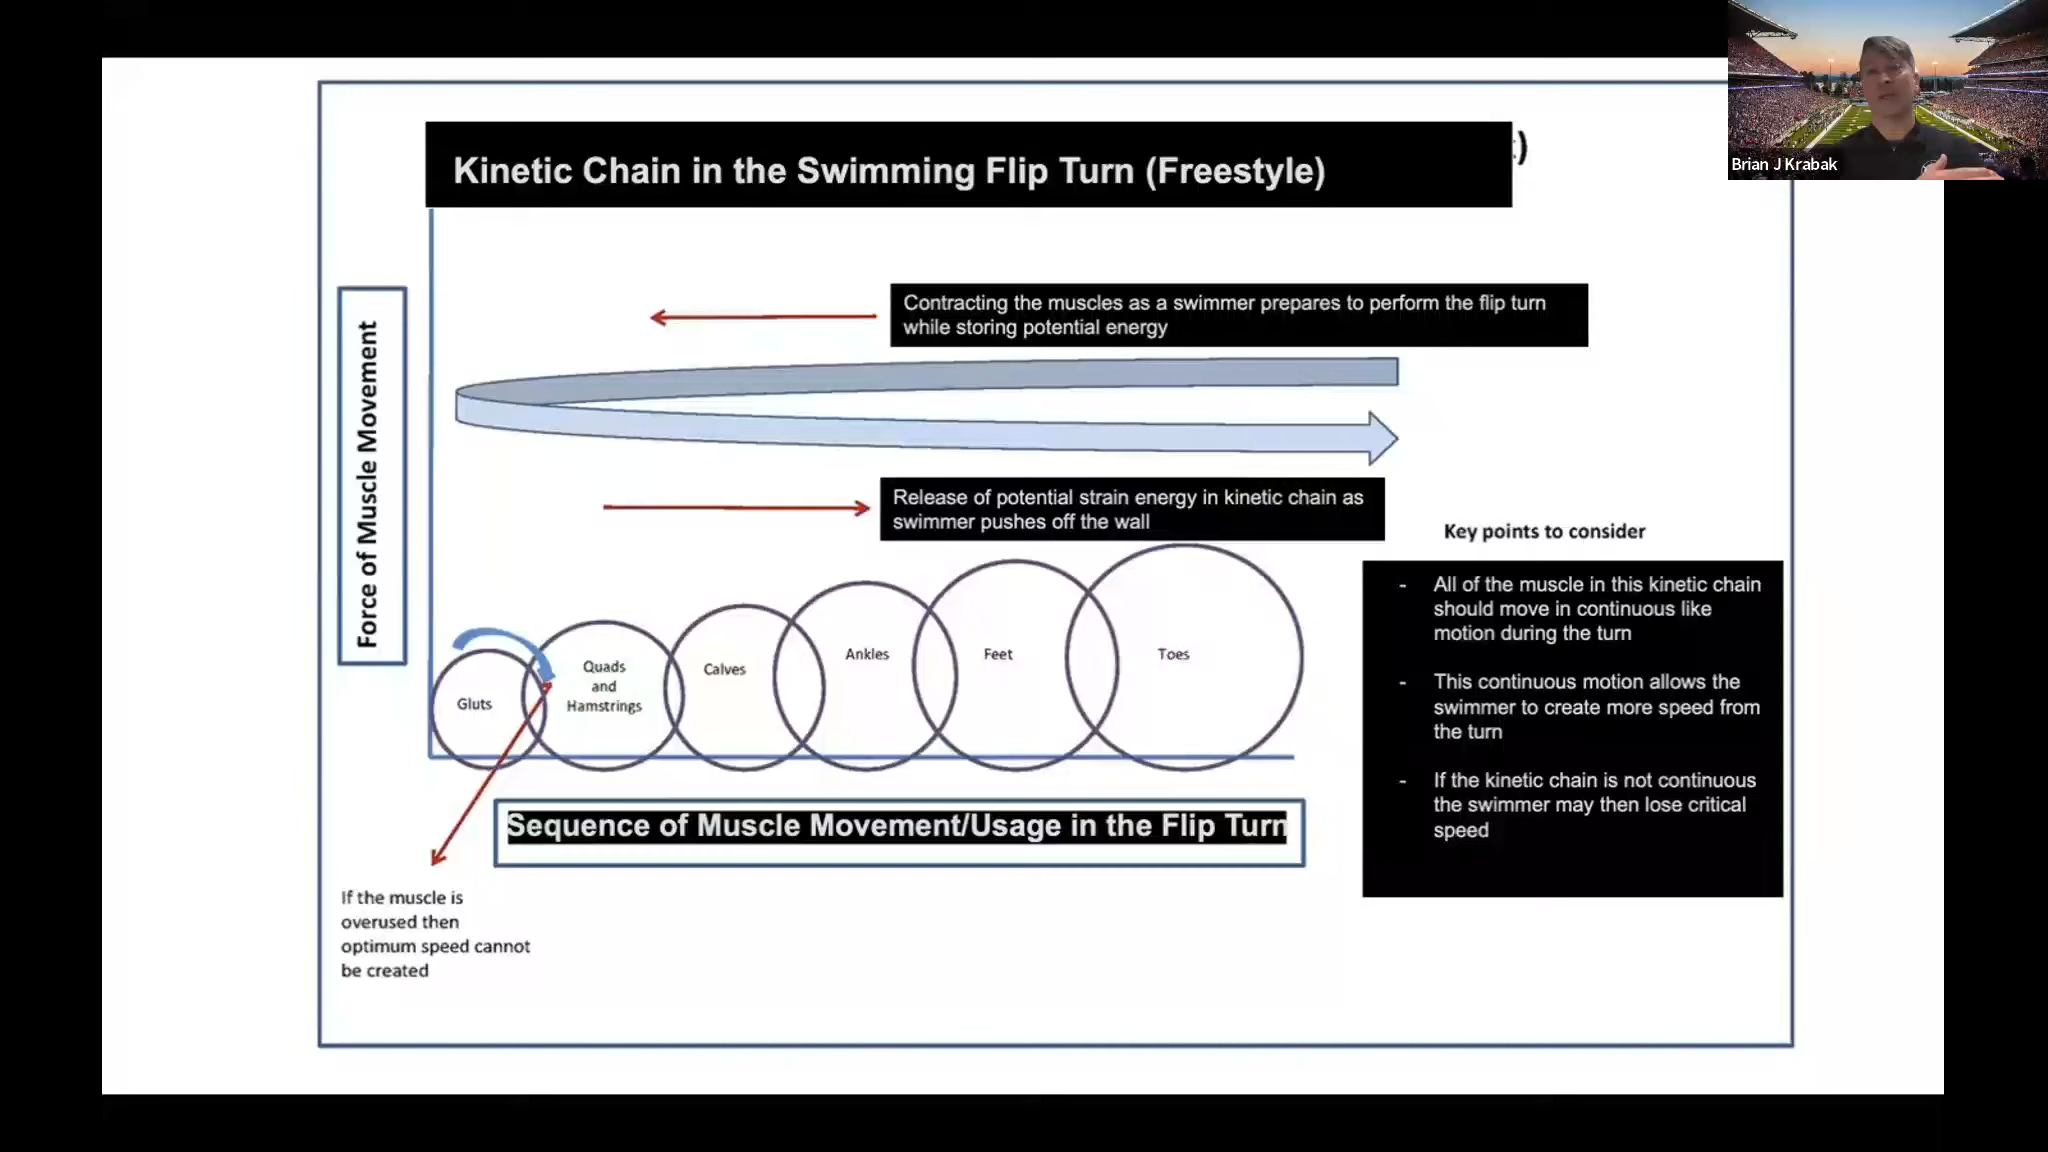 Brian J Krabak
Kinetic Chain in the Swimming Flip Turn (Freestyle)
)
Force of Muscle Movement
Contracting the muscles as a swimmer prepares to perform the flip turn
while storing potential energy
Release of potential strain energy in kinetic chain as
swimmer pushes off the wall
Gluts
Quads
and
Hamstrings
Calves
Ankles
Feet
Toes
Sequence of Muscle Movement/Usage in the Flip Turn
If the muscle is
overused then
optimum speed cannot
be created
Key points to consider
- All of the muscle in this kinetic chain
should move in continuous like
motion during the turn
- This continuous motion allows the
swimmer to create more speed from
the turn
- If the kinetic chain is not continuous
the swimmer may then lose critical
speed